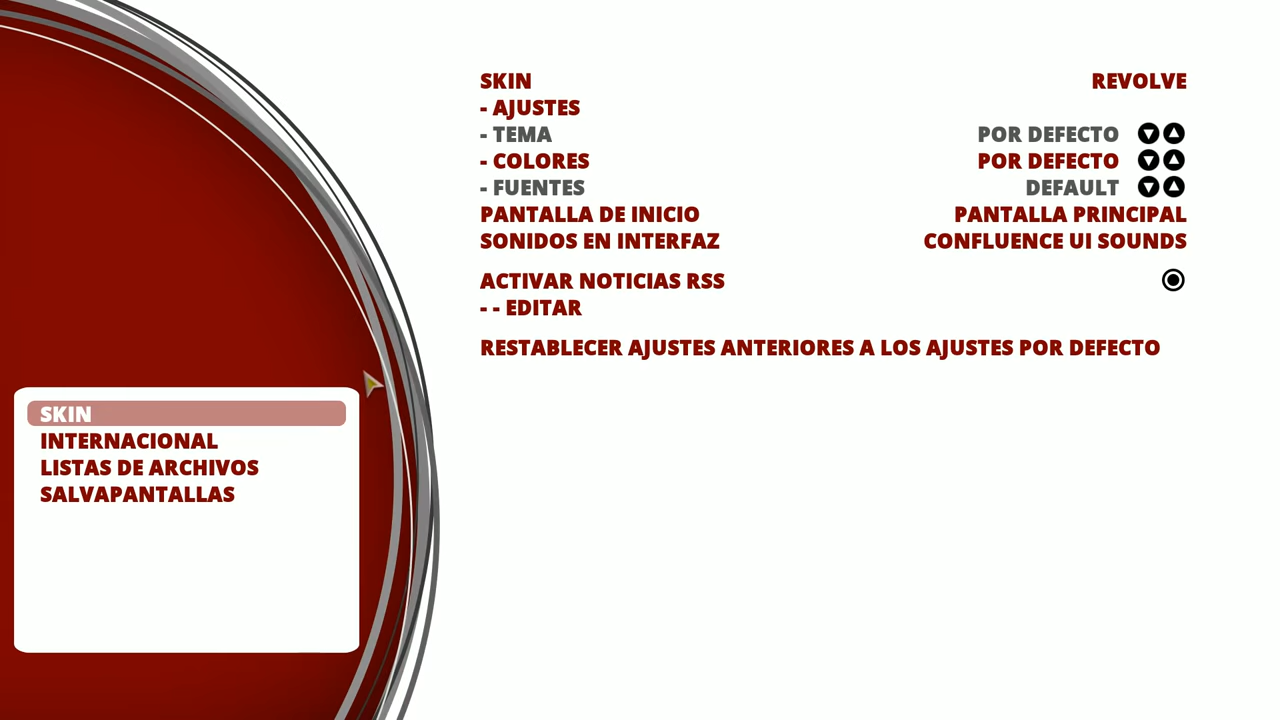 SKIN REVOLVE
- AJUSTES
- TEMA POR DEFECTO
- COLORES POR DEFECTO
- FUENTES DEFAULT
PANTALLA DE INICIO PANTALLA PRINCIPAL
SONIDOS EN INTERFAZ CONFLUENCE UI SOUNDS
ACTIVAR NOTICIAS RSS
- - EDITAR
RESTABLECER AJUSTES ANTERIORES A LOS AJUSTES POR DEFECTO
SKIN
INTERNACIONAL
LISTAS DE ARCHIVOS
SALVAPANTALLAS